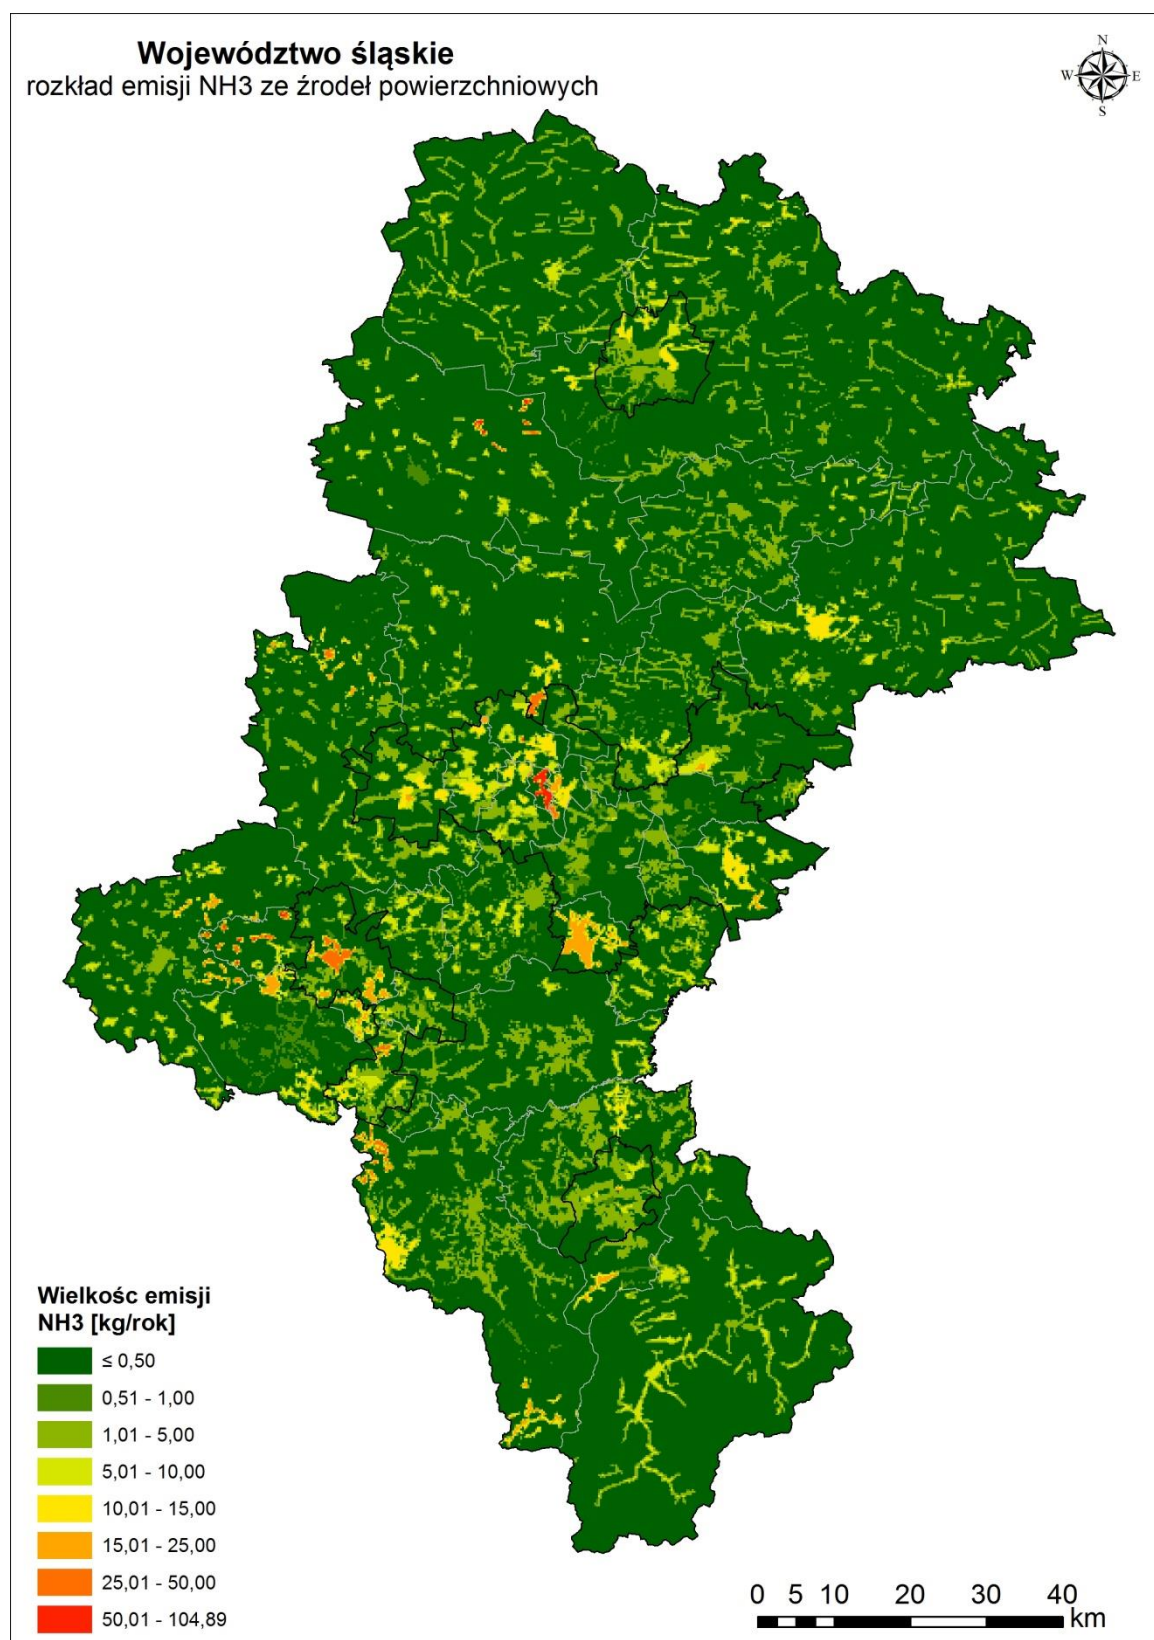 Województwo śląskie
rozkład emisji NH3 ze źrodeł powierzchniowych
N
W E
S
Wielkośc emisji
NH3 [kg/rok]
≤ 0,50
0,51 - 1,00
1,01 - 5,00
5,01 - 10,00
10,01 - 15,00
15,01 - 25,00
25,01 - 50,00
50,01 - 104,89
0 5 10 20 30 40
km